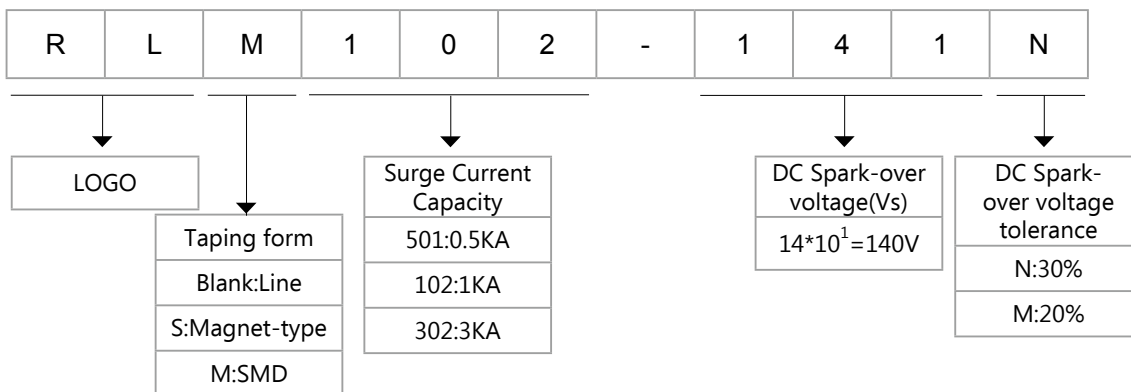 R L M 1 0 2 - 1 4 1 N
LOGO
Taping form
Blank:Line
S:Magnet-type
M:SMD
Surge Current
Capacity
501:0.5KA
102:1KA
302:3KA
DC Spark-over
voltage(Vs)
14*10¹=140V
DC Spark-
over voltage
tolerance
N:30%
M:20%